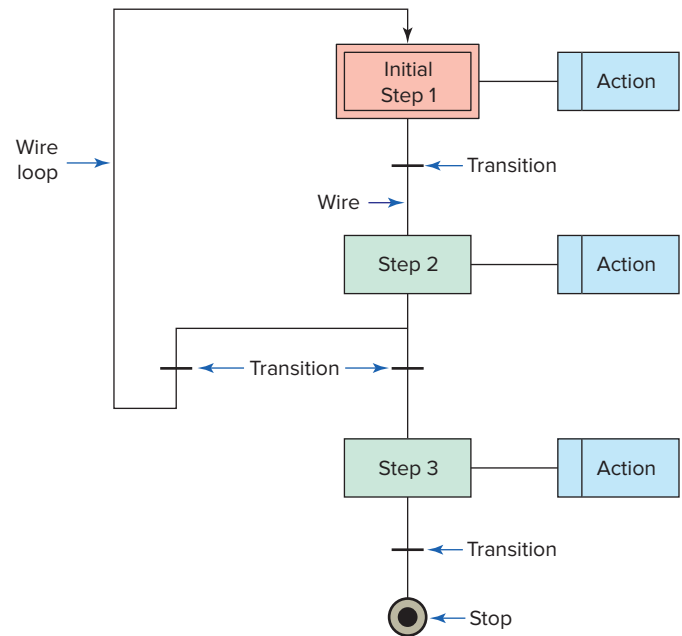 Initial
Step 1
Action
Wire
loop
Transition
Wire
Step 2
Action
Transition
Step 3
Action
Transition
Stop